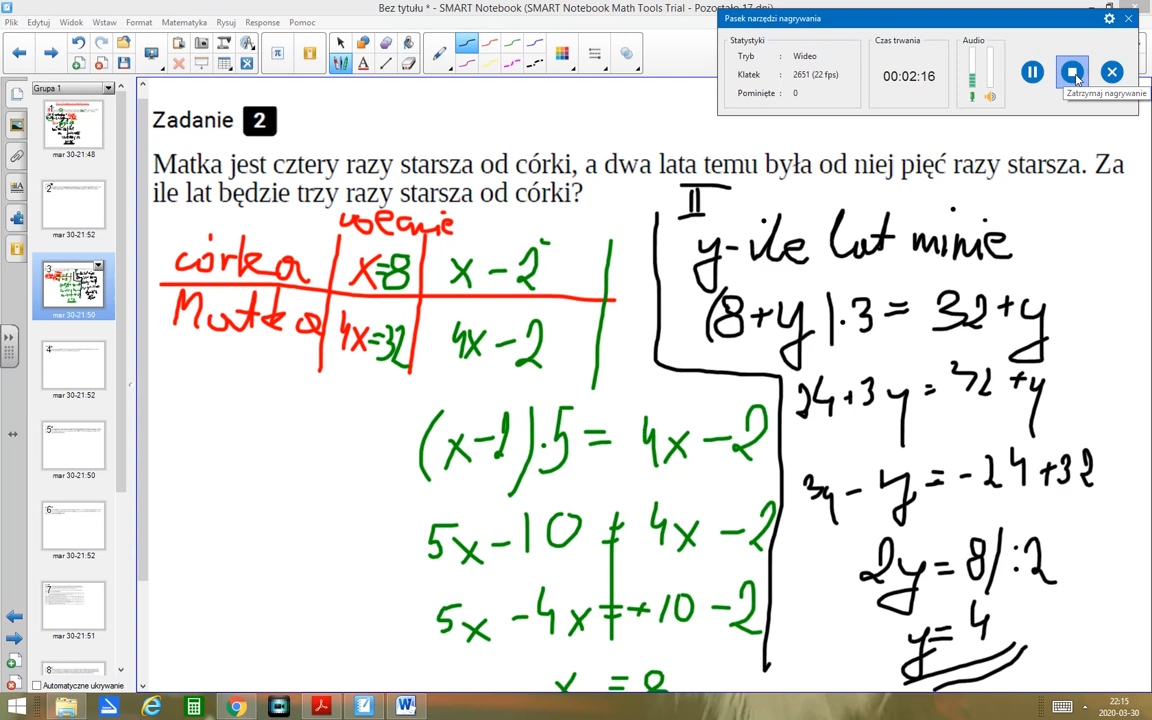 Bez tytułu * - SMART Notebook (SMART Notebook Math Tools Trial - Pozostało 17 dni)
Plik Edytuj Widok Wstaw Format Matematyka Rysuj Response Pomoc
Pasek narzędzi nagrywania
Statystyki
Tryb : Wideo
Klatek : 2651 (22 fps)
Pominięte : 0
Czas trwania
00:02:16
Audio
Zatrzymaj nagrywanie
Grupa 1
mar 30-21:48
2
mar 30-21:52
3
mar 30-21:50
4
mar 30-21:52
5
mar 30-21:50
6
mar 30-21:52
7
mar 30-21:51
8
Automatyczne ukrywanie
Zadanie 2
Matka jest cztery razy starsza od córki, a dwa lata temu była od niej pięć razy starsza. Za
ile lat będzie trzy razy starsza od córki?
córka x=8 x-2
Matka 4x=32 4x-2
(x-2)·5 = 4x-2
5x-10 = 4x-2
5x-4x=+10-2
x = 8
II
y-ile lat minie
(8+y)·3 = 32+y
24+3y = 32+y
3y-y=-24+32
2y=8/:2
y=4
22:15
2020-03-30